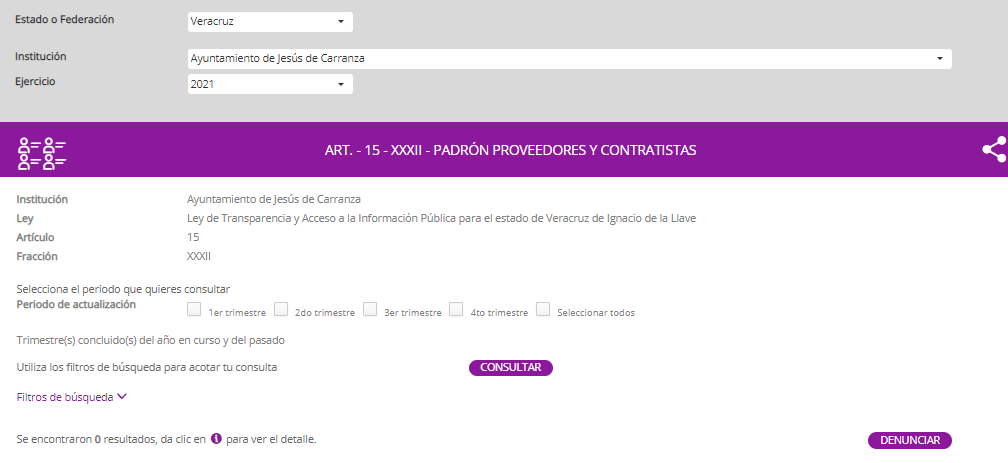 Estado o Federación Veracruz
Institución Ayuntamiento de Jesús de Carranza
Ejercicio 2021
ART. - 15 - XXXII - PADRÓN PROVEEDORES Y CONTRATISTAS
Institución Ayuntamiento de Jesús de Carranza
Ley Ley de Transparencia y Acceso a la Información Pública para el estado de Veracruz de Ignacio de la Llave
Artículo 15
Fracción XXXII
Selecciona el periodo que quieres consultar
Periodo de actualización 1er trimestre 2do trimestre 3er trimestre 4to trimestre Seleccionar todos
Trimestre(s) concluido(s) del año en curso y del pasado
Utiliza los filtros de búsqueda para acotar tu consulta CONSULTAR
Filtros de búsqueda
Se encontraron 0 resultados, da clic en i para ver el detalle. DENUNCIAR